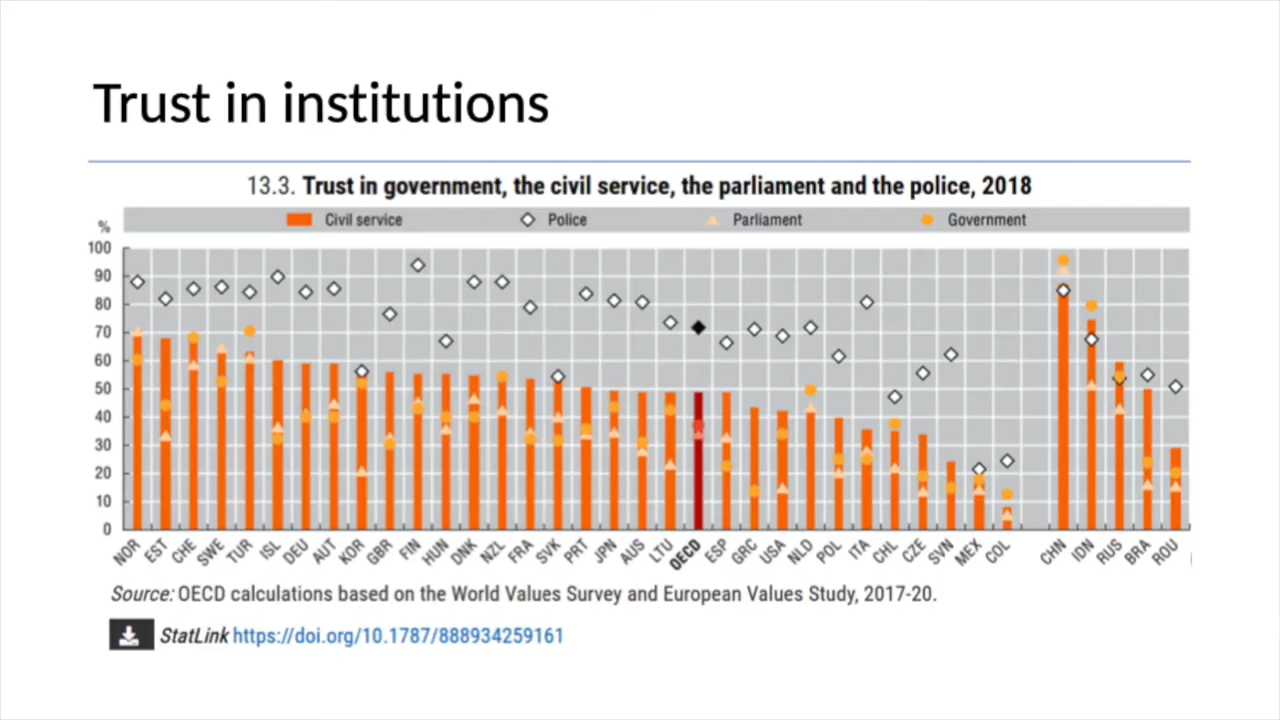 Trust in institutions
13.3. Trust in government, the civil service, the parliament and the police, 2018
Civil service Police Parliament Government
%
100
90
80
70
60
50
40
30
20
10
0
NOR EST CHE SWE TUR ISL DEU AUT KOR GBR FIN HUN DNK NZL FRA SVK PRT JPN AUS LTU OECD ESP GRC USA NLD POL ITA CHL CZE SVN MEX COL CHN IDN RUS BRA ROU
Source: OECD calculations based on the World Values Survey and European Values Study, 2017-20.
StatLink https://doi.org/10.1787/888934259161